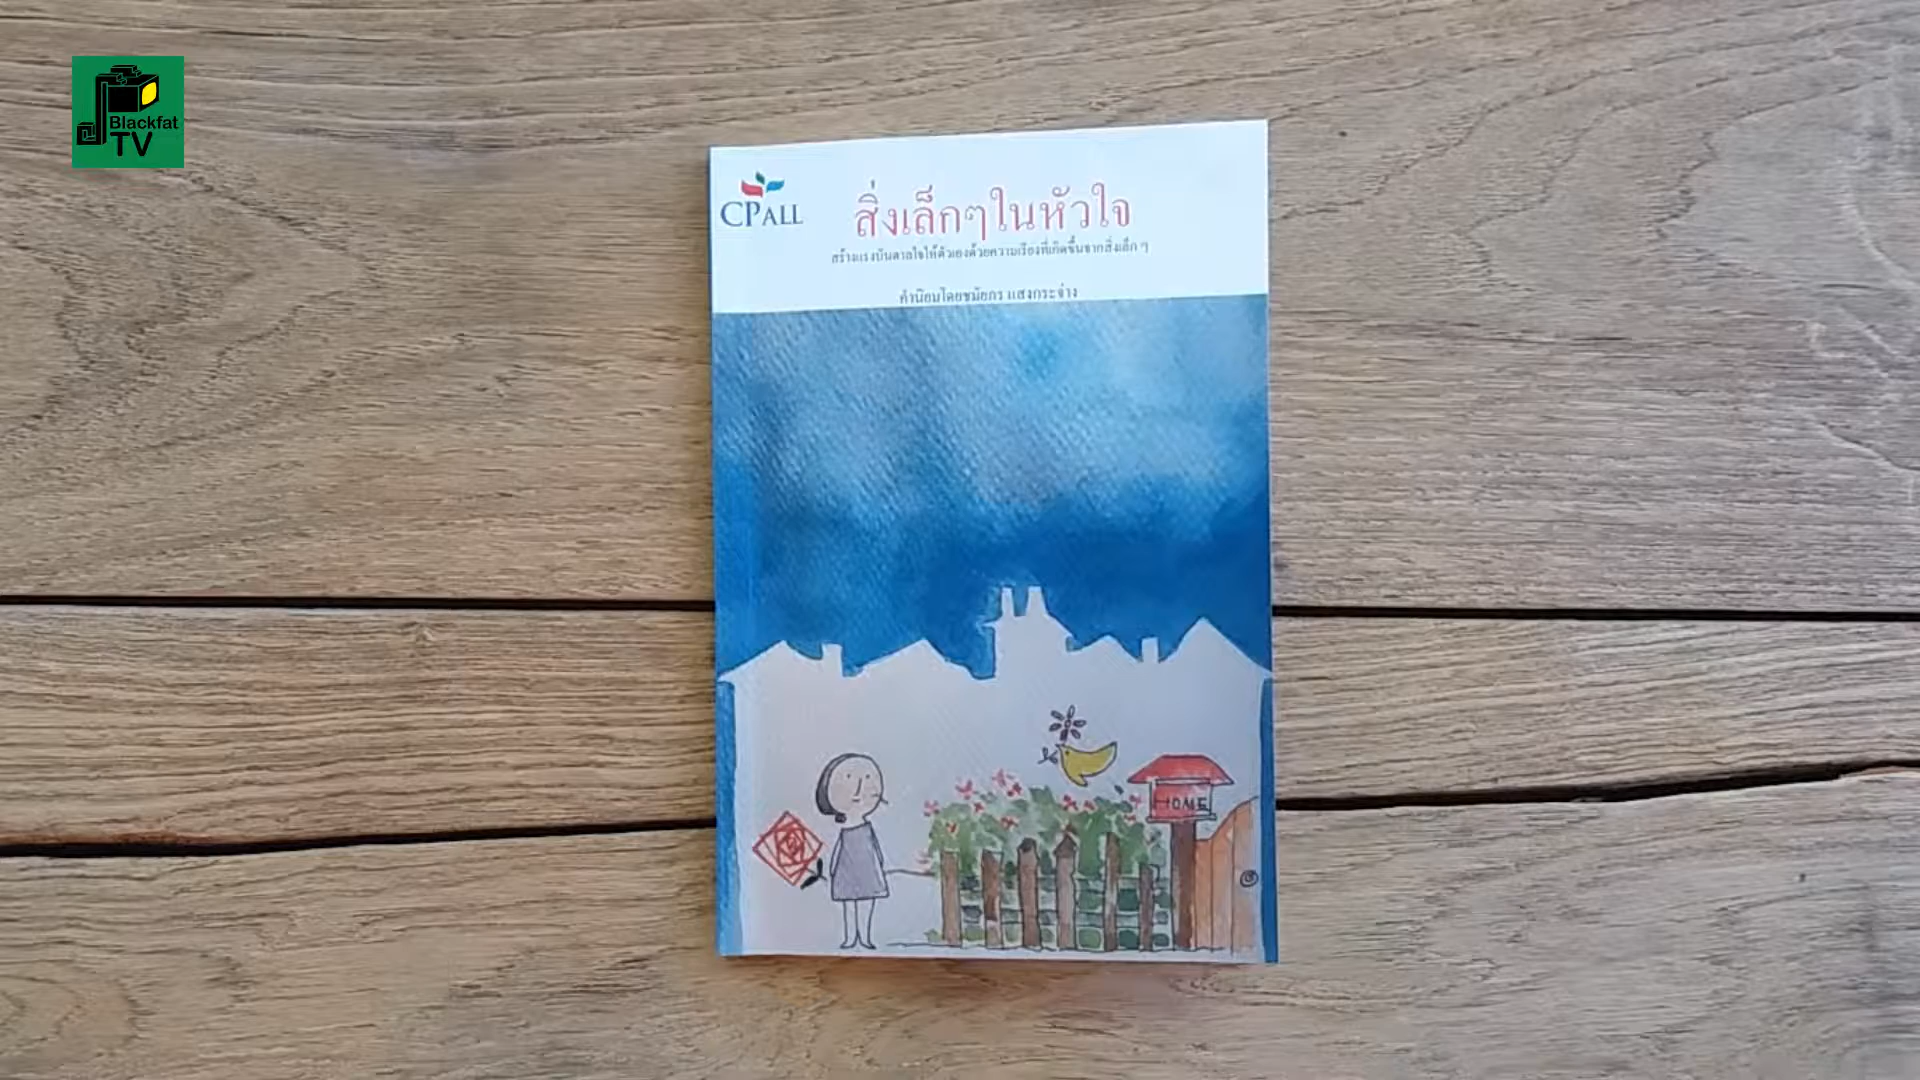 Blackfat
TV
CPALL
สิ่งเล็กๆในหัวใจ
สร้างแรงบันดาลใจให้ตัวเองด้วยความเรียงที่เกิดขึ้นจากสิ่งเล็ก ๆ
คำนิยมโดยชมัยภร แสงกระจ่าง
HOME